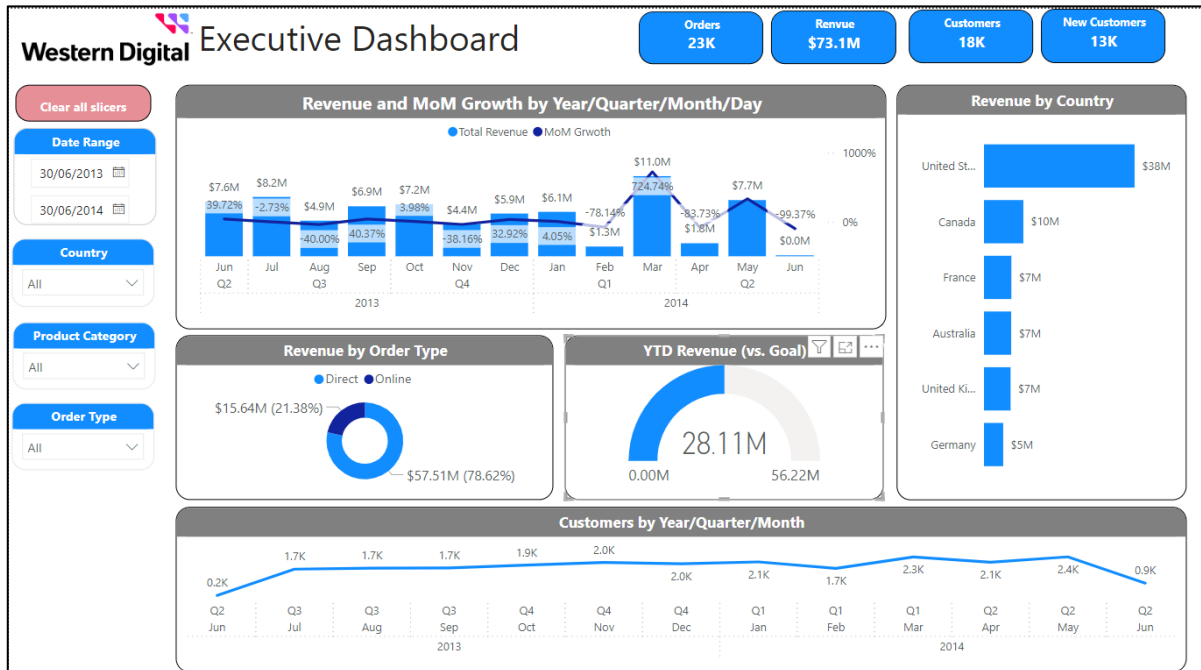 Western Digital
Executive Dashboard
Orders
23K
Renvue
$73.1M
Customers
18K
New Customers
13K
Clear all slicers
Date Range
30/06/2013
30/06/2014
Country
All
Product Category
All
Order Type
All
Revenue and MoM Growth by Year/Quarter/Month/Day
Total Revenue MoM Grwoth
1000%
0%
$7.6M $8.2M $4.9M $6.9M $7.2M $4.4M $5.9M $6.1M $1.3M $11.0M $1.8M $7.7M $0.0M
39.72% -2.73% -40.00% 40.37% 3.98% -38.16% 32.92% 4.05% -78.14% 724.74% -83.73% -99.37%
Jun Jul Aug Sep Oct Nov Dec Jan Feb Mar Apr May Jun
Q2 Q3 Q4 Q1 Q2
2013 2014
Revenue by Country
United St... $38M
Canada $10M
France $7M
Australia $7M
United Ki... $7M
Germany $5M
Revenue by Order Type
Direct Online
$15.64M (21.38%)
$57.51M (78.62%)
YTD Revenue (vs. Goal)
28.11M
0.00M 56.22M
Customers by Year/Quarter/Month
0.2K 1.7K 1.7K 1.7K 1.9K 2.0K 2.0K 2.1K 1.7K 2.3K 2.1K 2.4K 0.9K
Q2 Q3 Q3 Q3 Q4 Q4 Q4 Q1 Q1 Q1 Q2 Q2 Q2
Jun Jul Aug Sep Oct Nov Dec Jan Feb Mar Apr May Jun
2013 2014